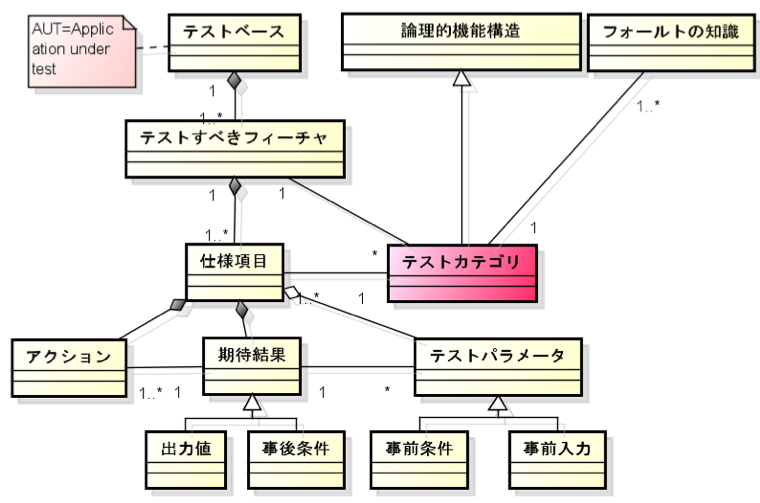 AUT=Applic
ation under
test
テストベース
論理的機能構造
フォールトの知識
1
1..*
1..*
テストすべきフィーチャ
1
1
1..*
1
*
仕様項目
テストカテゴリ
1..*
1
アクション
期待結果
テストパラメータ
1..*
1
1
*
出力値
事後条件
事前条件
事前入力